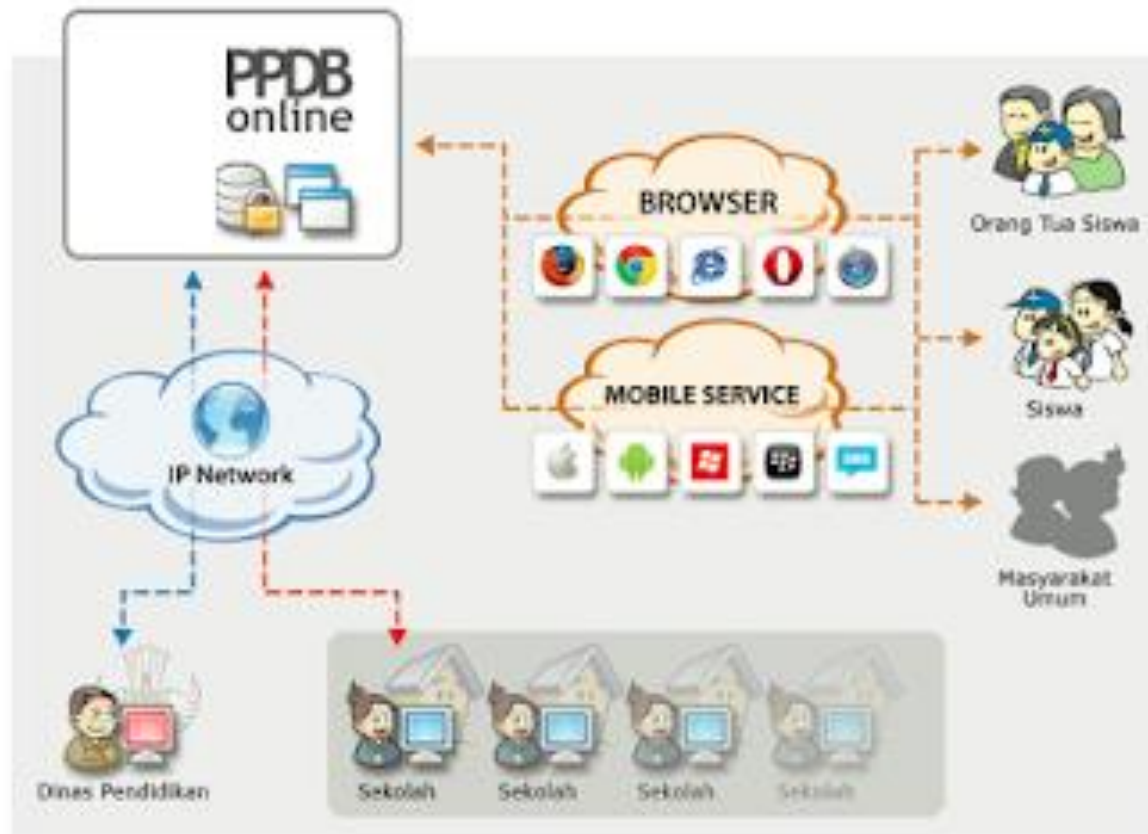 PPDB
online
BROWSER
MOBILE SERVICE
IP Network
Orang Tua Siswa
Siswa
Masyarakat
Umum
Dinas Pendidikan
Sekolah
Sekolah
Sekolah
Sekolah